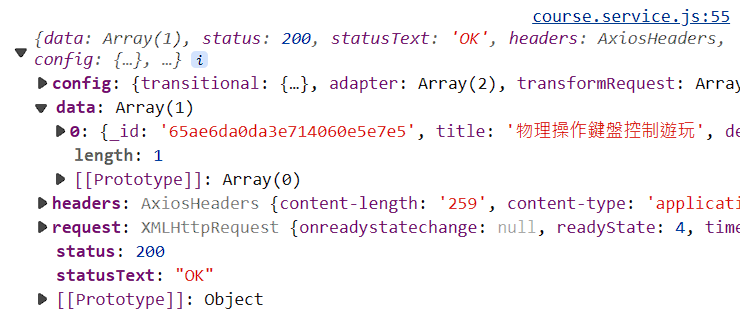 course.service.js:55
{data: Array(1), status: 200, statusText: 'OK', headers: AxiosHeaders,
config: {…}, …}
config: {transitional: {…}, adapter: Array(2), transformRequest: Array
data: Array(1)
0: {_id: '65ae6da0da3e714060e5e7e5', title: '物理操作鍵盤控制遊玩', de
length: 1
[[Prototype]]: Array(0)
headers: AxiosHeaders {content-length: '259', content-type: 'applicati
request: XMLHttpRequest {onreadystatechange: null, readyState: 4, time
status: 200
statusText: "OK"
[[Prototype]]: Object